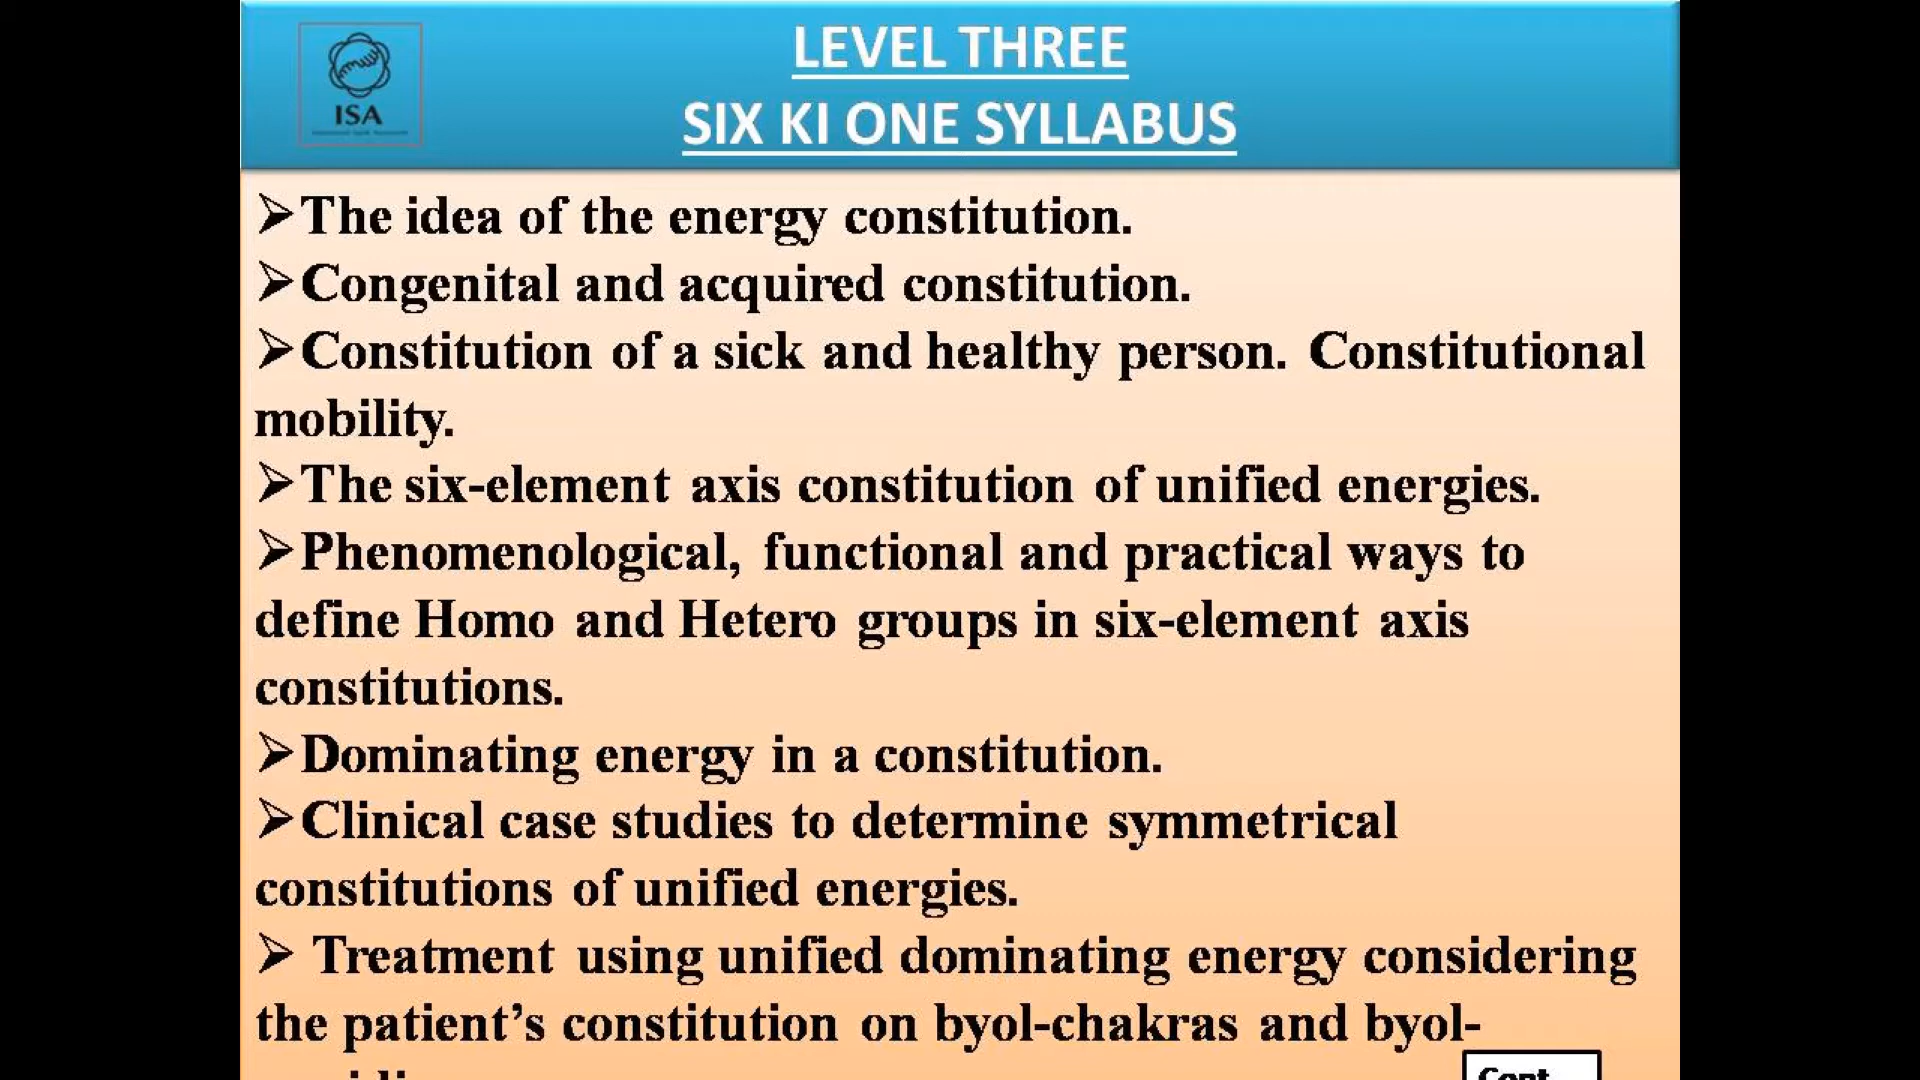 ISA
LEVEL THREE
SIX KI ONE SYLLABUS
➢The idea of the energy constitution.
➢Congenital and acquired constitution.
➢Constitution of a sick and healthy person. Constitutional
mobility.
➢The six-element axis constitution of unified energies.
➢Phenomenological, functional and practical ways to
define Homo and Hetero groups in six-element axis
constitutions.
➢Dominating energy in a constitution.
➢Clinical case studies to determine symmetrical
constitutions of unified energies.
➢ Treatment using unified dominating energy considering
the patient’s constitution on byol-chakras and byol-